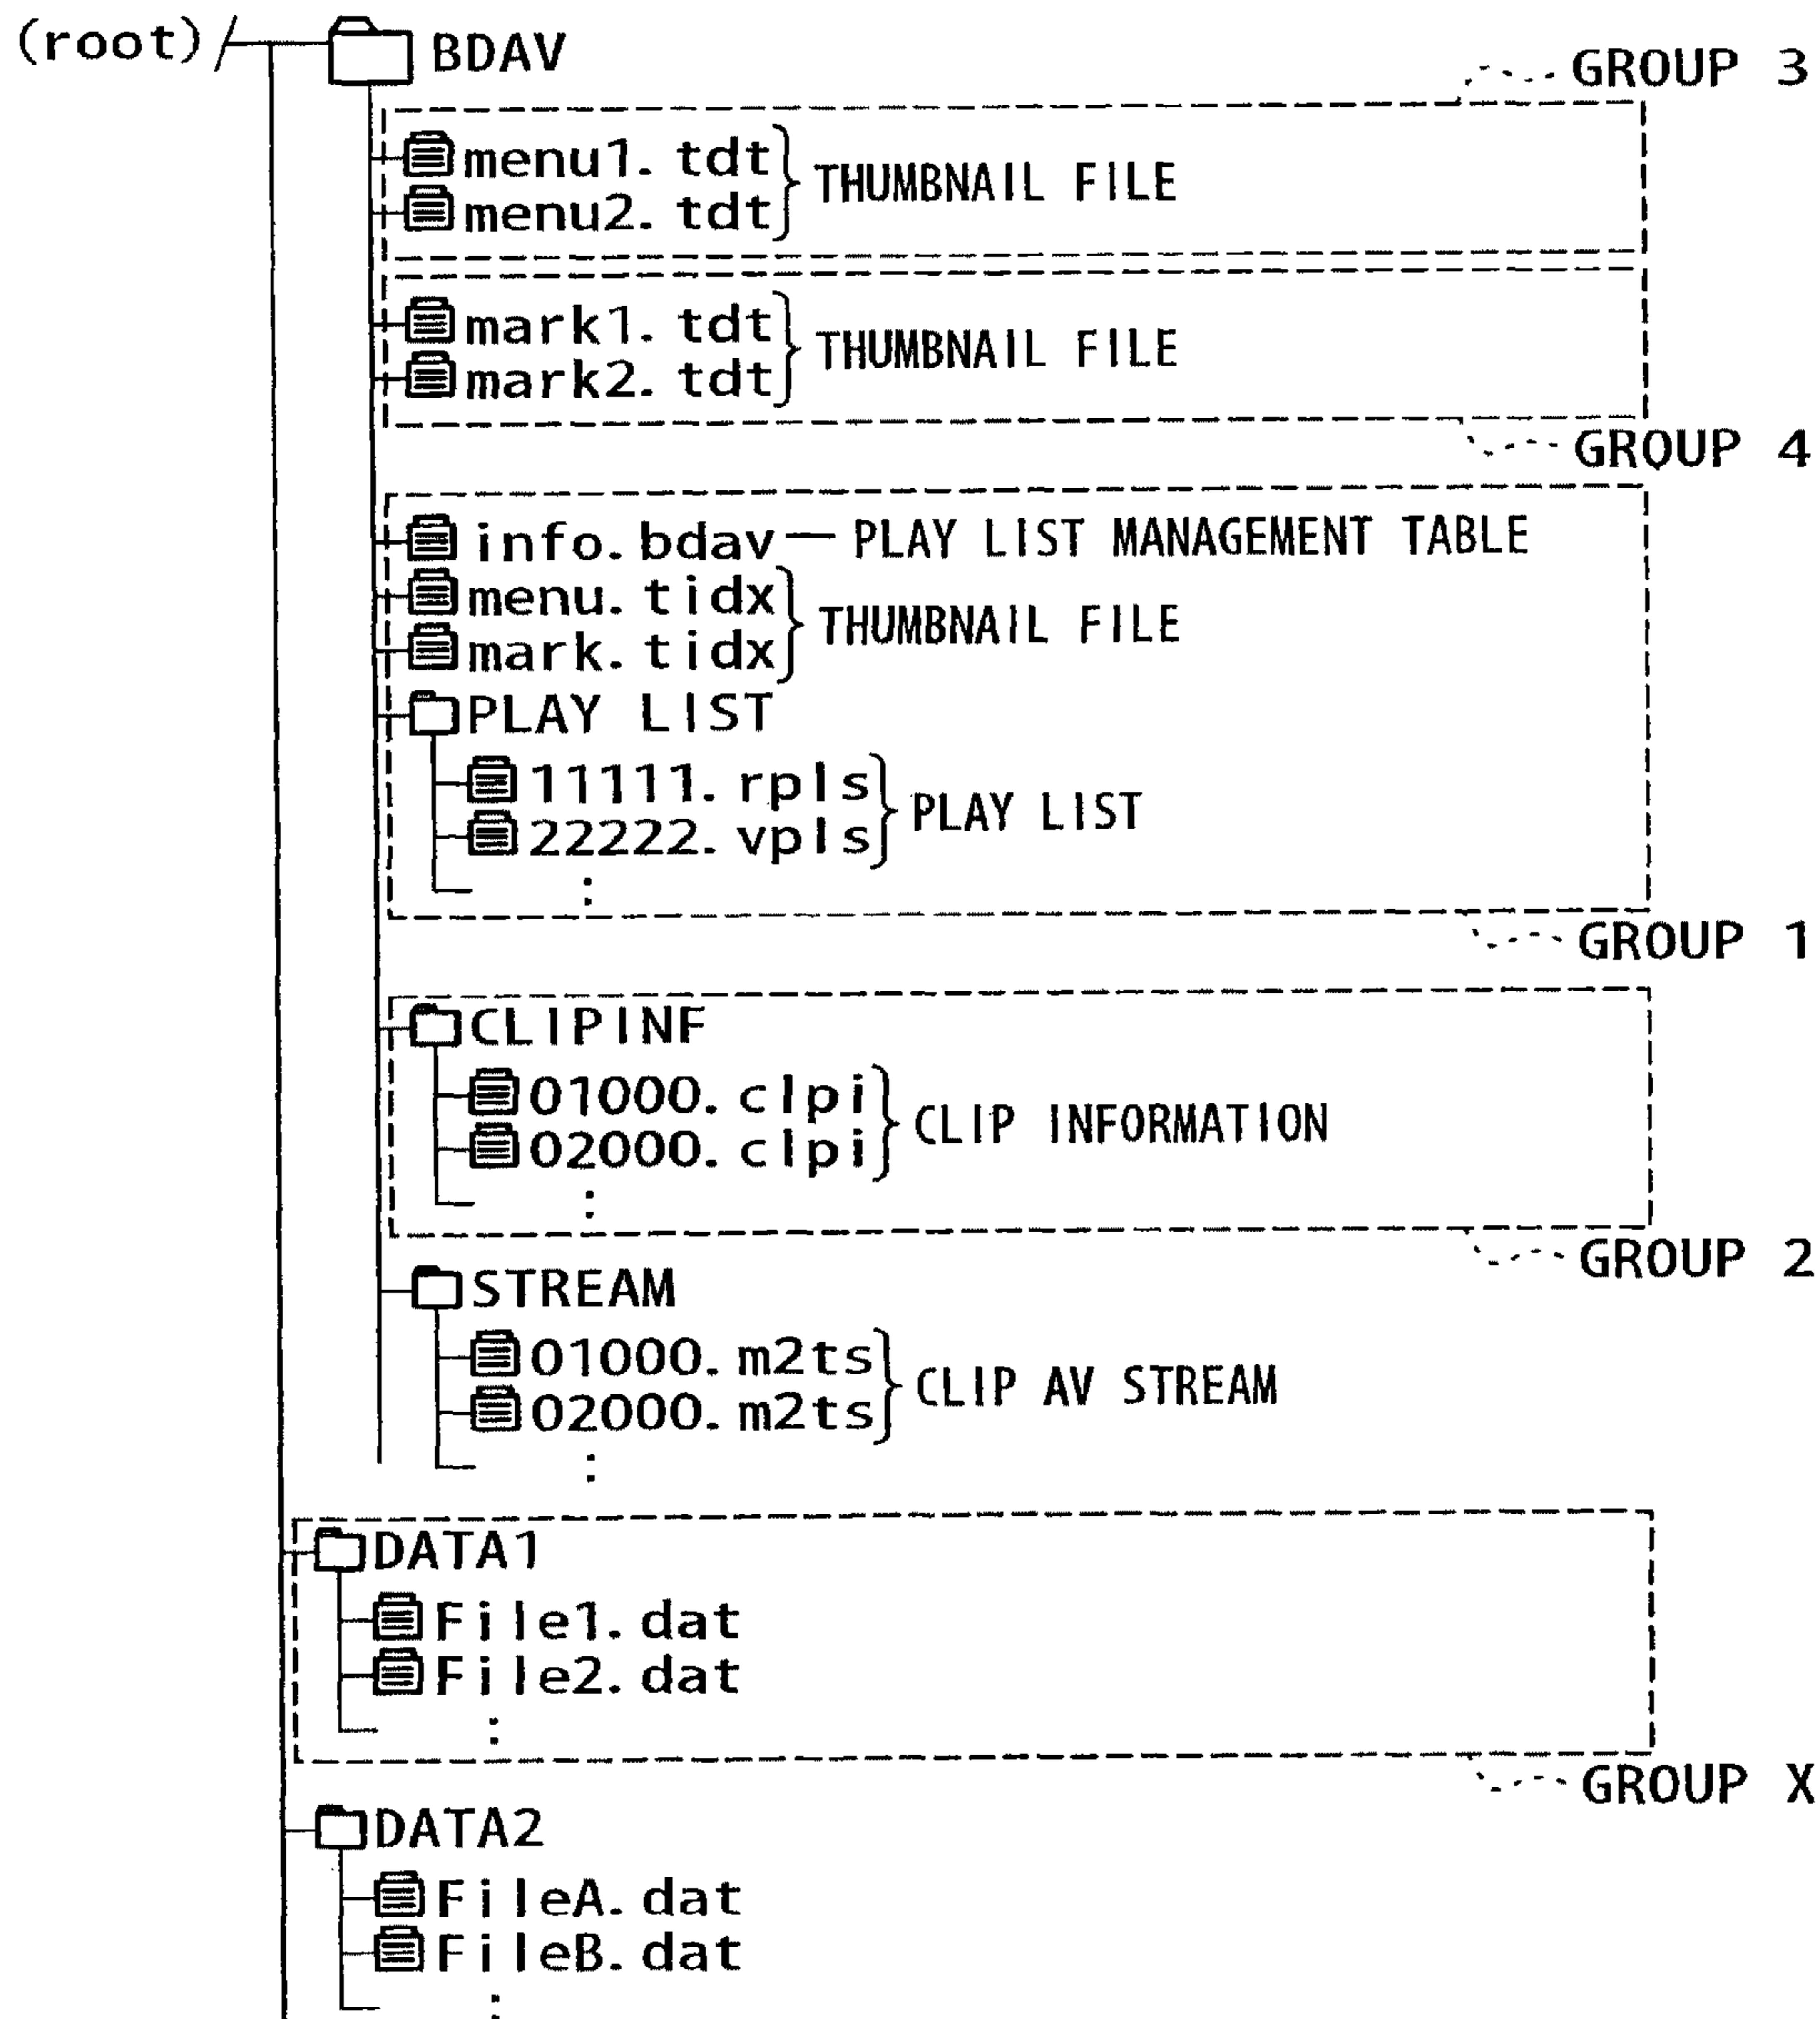 (root)/ BDAV
GROUP 3
menu1.tdt
THUMBNAIL FILE
menu2.tdt
mark1.tdt
THUMBNAIL FILE
mark2.tdt
GROUP 4
info.bdav — PLAY LIST MANAGEMENT TABLE
menu.tidx
THUMBNAIL FILE
mark.tidx
PLAY LIST
11111.rpls
PLAY LIST
22222.vpls
:
GROUP 1
CLIPINF
01000.clpi
CLIP INFORMATION
02000.clpi
:
GROUP 2
STREAM
01000.m2ts
CLIP AV STREAM
02000.m2ts
:
DATA1
File1.dat
File2.dat
:
GROUP X
DATA2
FileA.dat
FileB.dat
: